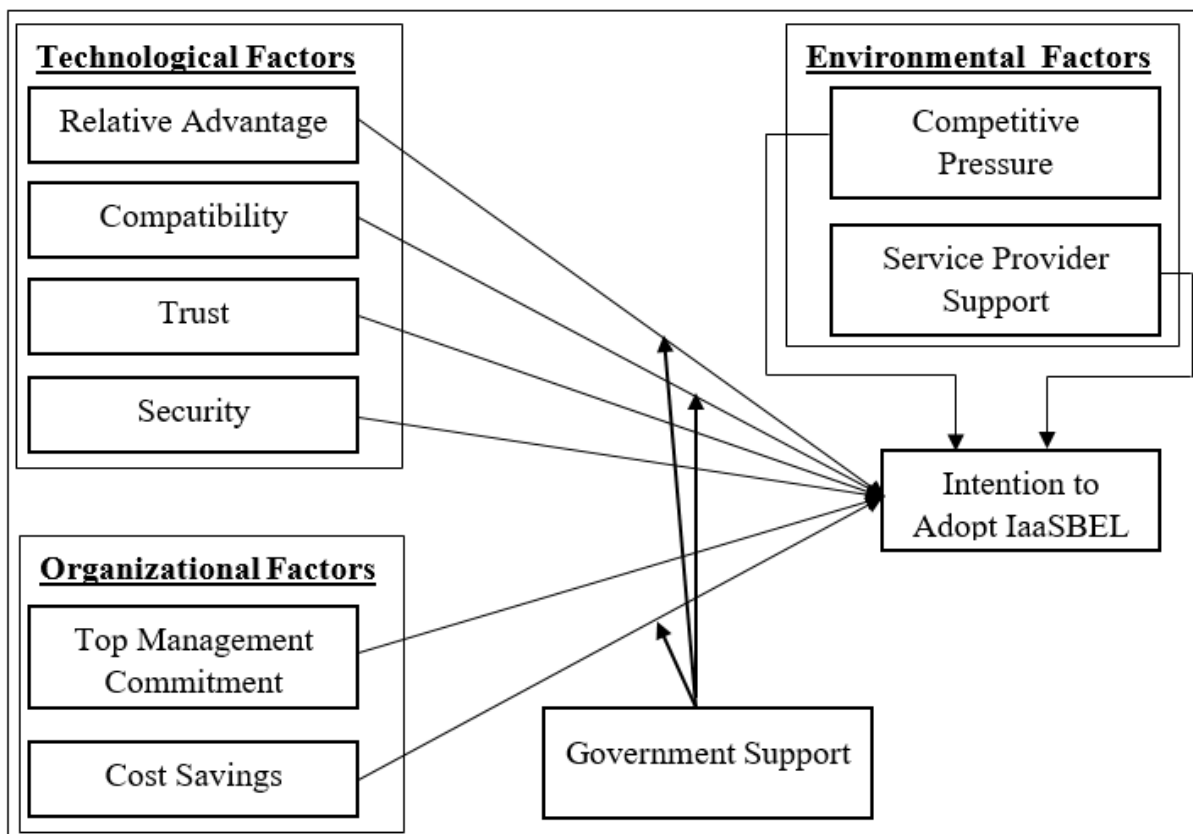 Technological Factors
Relative Advantage
Compatibility
Trust
Security
Organizational Factors
Top Management
Commitment
Cost Savings
Environmental Factors
Competitive
Pressure
Service Provider
Support
Intention to
Adopt IaaSBEL
Government Support